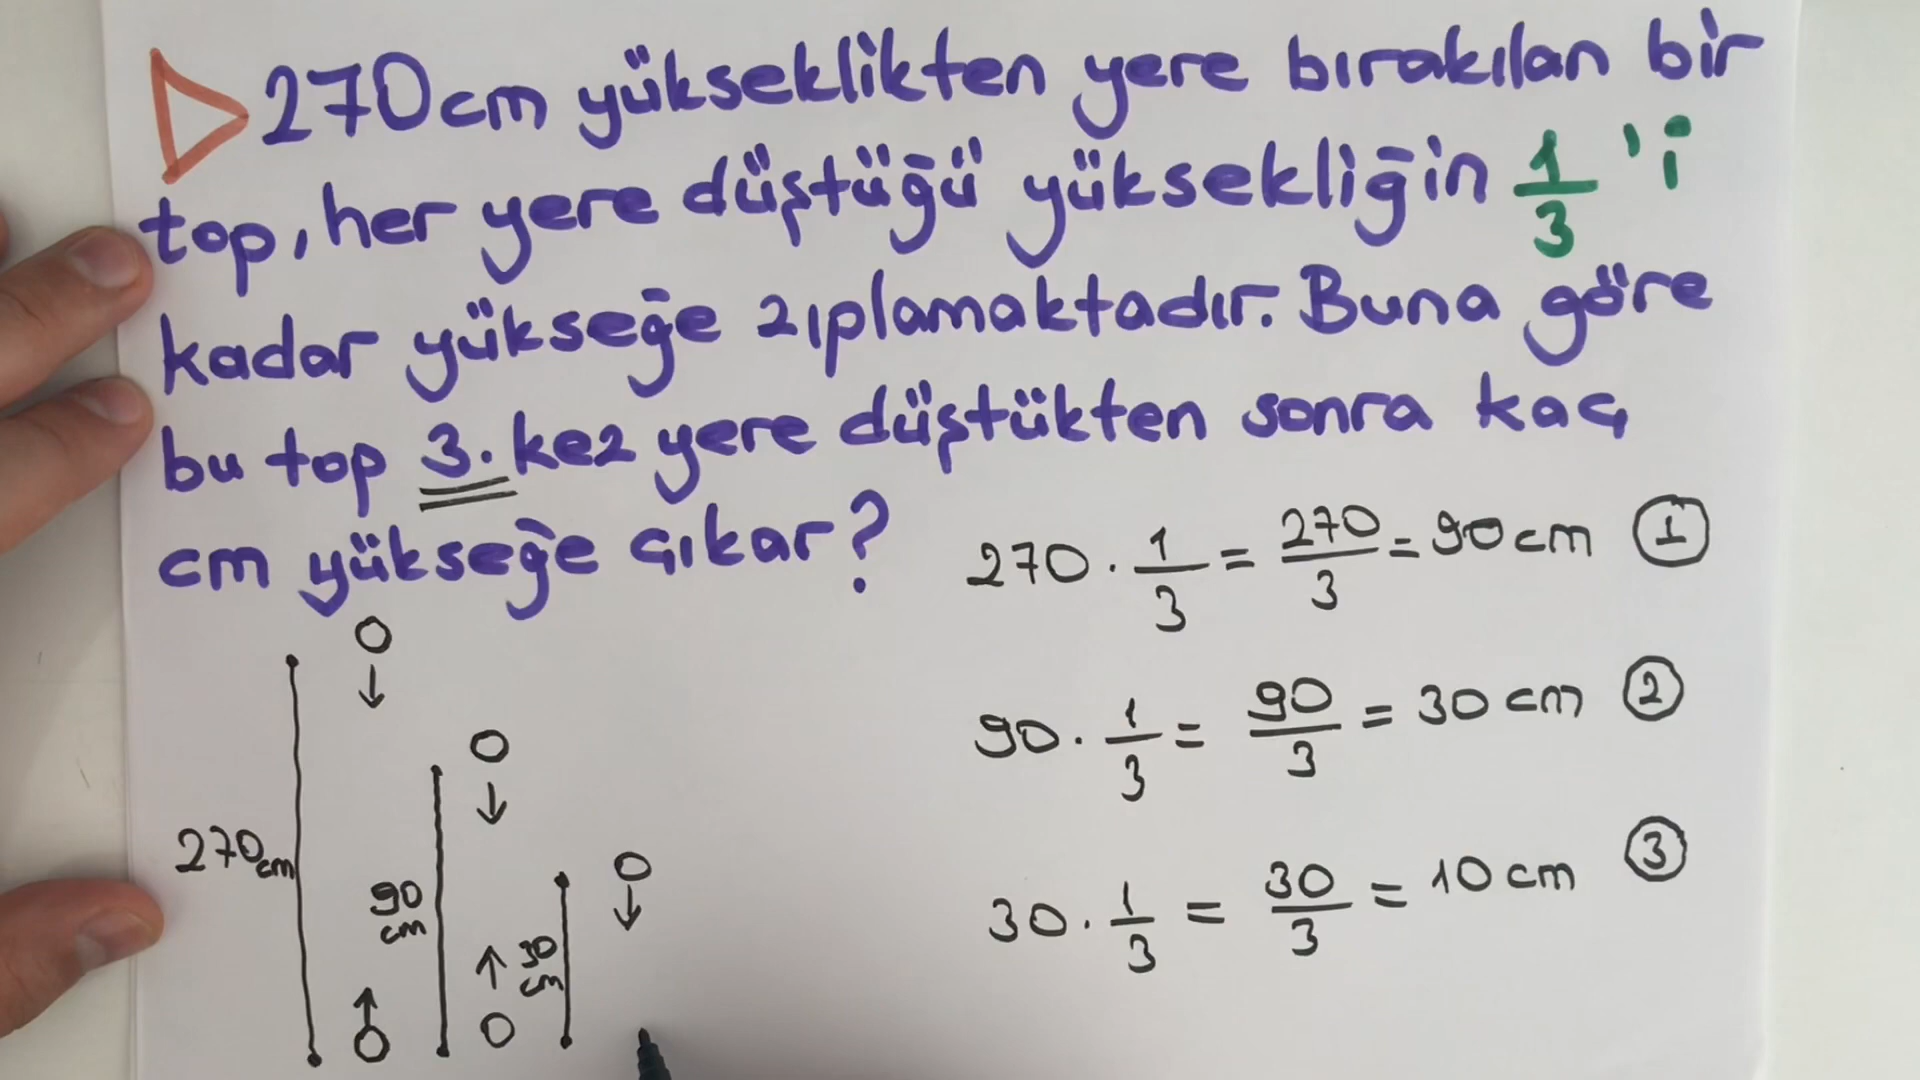 270cm yükseklikten yere bırakılan bir
top, her yere düştüğü yüksekliğin 1/3 'i
kadar yükseğe zıplamaktadır. Buna göre
bu top 3. kez yere düştükten sonra kaç
cm yükseğe çıkar?
270 · 1/3 = 270/3 = 90 cm ①
90 · 1/3 = 90/3 = 30 cm ②
30 · 1/3 = 30/3 = 10 cm ③
270cm
90 cm
30 cm